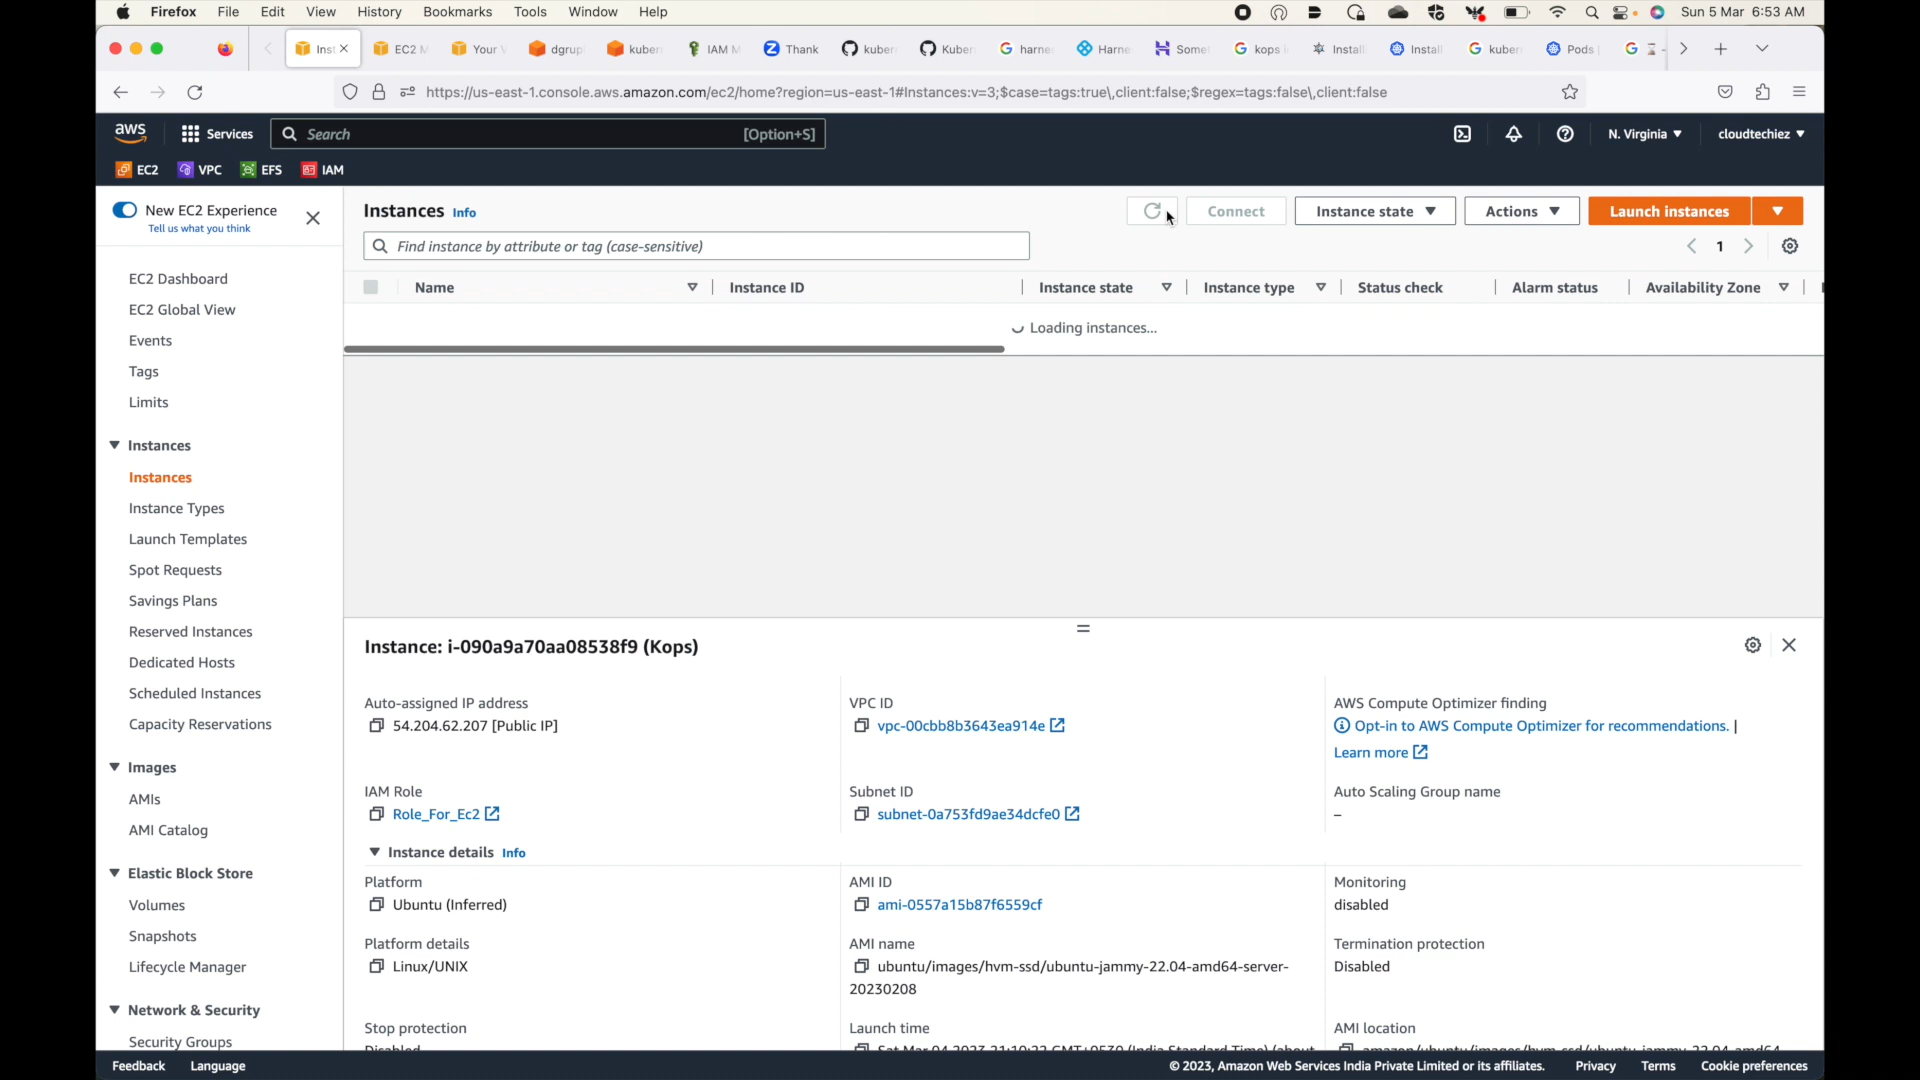 Firefox File Edit View History Bookmarks Tools Window Help Sun 5 Mar 6:53 AM
Inst EC2 M Your V dgrup kuber IAM M Thank kuber Kuber harne Harne Some kops i Install Install kuber Pods
https://us-east-1.console.aws.amazon.com/ec2/home?region=us-east-1#Instances:v=3;$case=tags:true\,client:false;$regex=tags:false\,client:false
aws Services Search [Option+S] N. Virginia cloudtechiez
EC2 VPC EFS IAM
New EC2 Experience
Tell us what you think
Instances Info Connect Instance state Actions Launch instances
Find instance by attribute or tag (case-sensitive) 1
Name Instance ID Instance state Instance type Status check Alarm status Availability Zone
Loading instances...
EC2 Dashboard
EC2 Global View
Events
Tags
Limits
Instances
Instances
Instance Types
Launch Templates
Spot Requests
Savings Plans
Reserved Instances
Dedicated Hosts
Scheduled Instances
Capacity Reservations
Images
AMIs
AMI Catalog
Elastic Block Store
Volumes
Snapshots
Lifecycle Manager
Network & Security
Security Groups
Instance: i-090a9a70aa08538f9 (Kops)
Auto-assigned IP address VPC ID AWS Compute Optimizer finding
54.204.62.207 [Public IP] vpc-00cbb8b3643ea914e Opt-in to AWS Compute Optimizer for recommendations. |
Learn more
IAM Role Subnet ID Auto Scaling Group name
Role_For_Ec2 subnet-0a753fd9ae34dcfe0 –
Instance details Info
Platform AMI ID Monitoring
Ubuntu (Inferred) ami-0557a15b87f6559cf disabled
Platform details AMI name Termination protection
Linux/UNIX ubuntu/images/hvm-ssd/ubuntu-jammy-22.04-amd64-server- Disabled
20230208
Stop protection Launch time AMI location
Disabled Sat Mar 04 2023 21:10:22 GMT+0530 (India Standard Time) (about amazon/ubuntu/images/hvm-ssd/ubuntu-jammy-22.04-amd64
Feedback Language © 2023, Amazon Web Services India Private Limited or its affiliates. Privacy Terms Cookie preferences